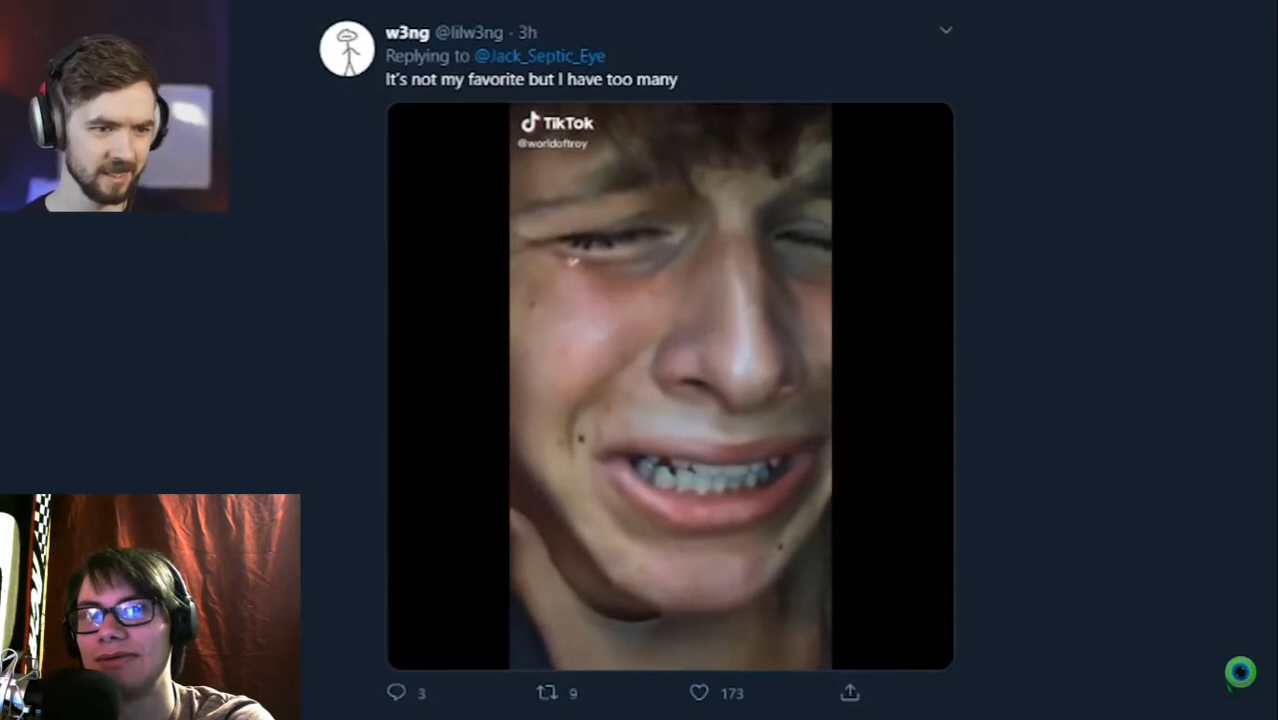 w3ng @lilw3ng · 3h
Replying to @Jack_Septic_Eye
It's not my favorite but I have too many
TikTok
@worldoftroy
3 9 173